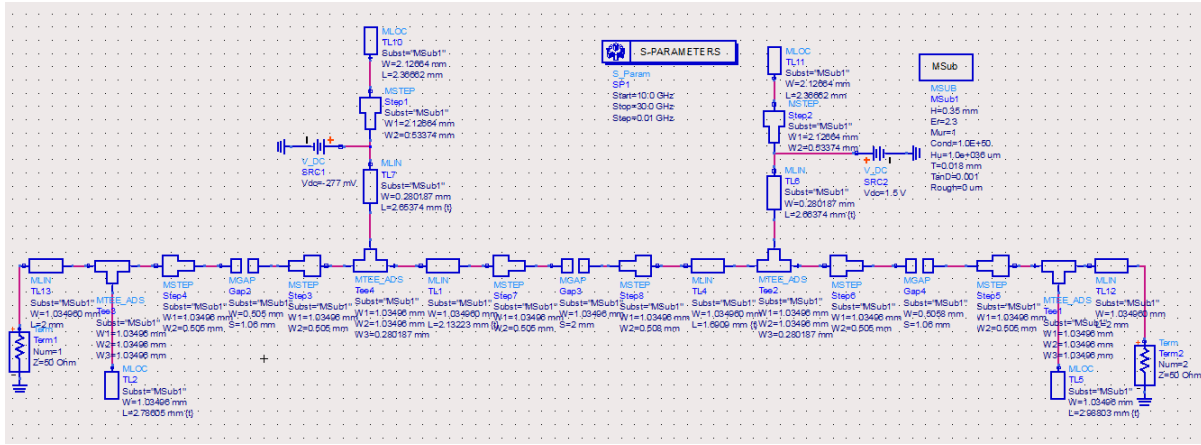 MLOC
TL10
Subst="MSub1"
W=2.12664 mm
L=2.36662 mm
MSTEP
Step1
Subst="MSub1"
W1=2.12664 mm
W2=0.53374 mm
V_DC
SRC1
Vdc=-277 mV
MLIN
TL7
Subst="MSub1"
W=0.280187 mm
L=2.65374 mm {t}
S-PARAMETERS
S_Param
SP1
Start=10.0 GHz
Stop=30.0 GHz
Step=0.01 GHz
MLOC
TL11
Subst="MSub1"
W=2.12664 mm
L=2.36662 mm
MSTEP
Step2
Subst="MSub1"
W1=2.12664 mm
W2=0.53374 mm
V_DC
SRC2
Vdc=1.5 V
MLIN
TL6
Subst="MSub1"
W=0.280187 mm
L=2.66374 mm {t}
MSub
MSUB
MSub1
H=0.35 mm
Er=2.3
Mur=1
Cond=1.0E+50
Hu=1.0e+036 um
T=0.018 mm
TanD=0.001
Rough=0 um
MLIN
TL13
Subst="MSub1"
W=1.034960 mm
L=2 mm
MTEE_ADS
Subst="MSub1"
W1=1.03496 mm
W2=1.03496 mm
W3=1.03496 mm
MSTEP
Step4
Subst="MSub1"
W1=1.03496 mm
W2=0.505 mm
MGAP
Gap2
Subst="MSub1"
W=0.505 mm
S=1.06 mm
MSTEP
Step3
Subst="MSub1"
W1=1.03496 mm
W2=0.505 mm
MTEE_ADS
Tee4
Subst="MSub1"
W1=1.03496 mm
W2=1.03496 mm
W3=0.280187 mm
MLIN
TL1
Subst="MSub1"
W=1.034960 mm
L=2.13223 mm {t}
MSTEP
Step7
Subst="MSub1"
W1=1.03496 mm
W2=0.505 mm
MGAP
Gap3
Subst="MSub1"
W=0.505 mm
S=2 mm
MSTEP
Step8
Subst="MSub1"
W1=1.03496 mm
W2=0.508 mm
MLIN
TL4
Subst="MSub1"
W=1.034960 mm
L=1.6909 mm {t}
MTEE_ADS
Tee2
Subst="MSub1"
W1=1.03496 mm
W2=1.03496 mm
W3=0.280187 mm
MSTEP
Step6
Subst="MSub1"
W1=1.03496 mm
W2=0.505 mm
MGAP
Gap4
Subst="MSub1"
W=0.5058 mm
S=1.06 mm
MSTEP
Step5
Subst="MSub1"
W1=1.03496 mm
W2=0.505 mm
MTEE_ADS
Subst="MSub1"
W1=1.03496 mm
W2=1.03496 mm
W3=1.03496 mm
MLIN
TL12
Subst="MSub1"
W=1.034960 mm
Term
Term1
Num=1
Z=50 Ohm
MLOC
TL2
Subst="MSub1"
W=1.03496 mm
L=2.78605 mm {t}
MLOC
TL5
Subst="MSub1"
W=1.03496 mm
L=2.98803 mm {t}
Term
Term2
Num=2
Z=50 Ohm